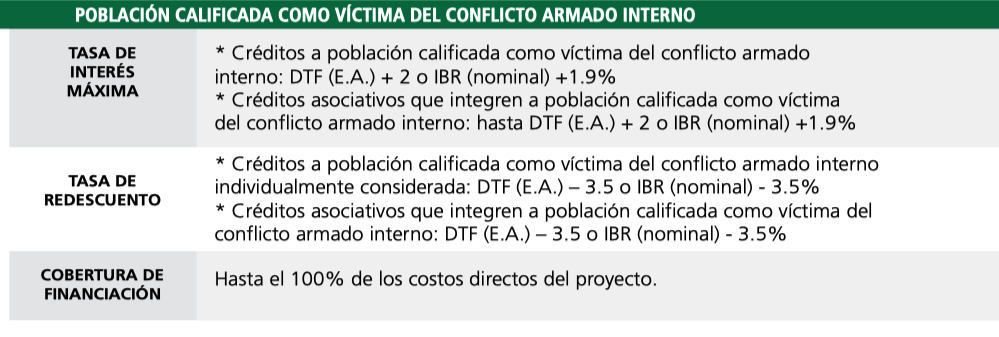 POBLACIÓN CALIFICADA COMO VÍCTIMA DEL CONFLICTO ARMADO INTERNO
TASA DE
INTERÉS
MÁXIMA
* Créditos a población calificada como víctima del conflicto armado
interno: DTF (E.A.) + 2 o IBR (nominal) +1.9%
* Créditos asociativos que integren a población calificada como víctima
del conflicto armado interno: hasta DTF (E.A.) + 2 o IBR (nominal) +1.9%
TASA DE
REDESCUENTO
* Créditos a población calificada como víctima del conflicto armado interno
individualmente considerada: DTF (E.A.) – 3.5 o IBR (nominal) - 3.5%
* Créditos asociativos que integren a población calificada como víctima del
conflicto armado interno: DTF (E.A.) – 3.5 o IBR (nominal) - 3.5%
COBERTURA DE
FINANCIACIÓN
Hasta el 100% de los costos directos del proyecto.